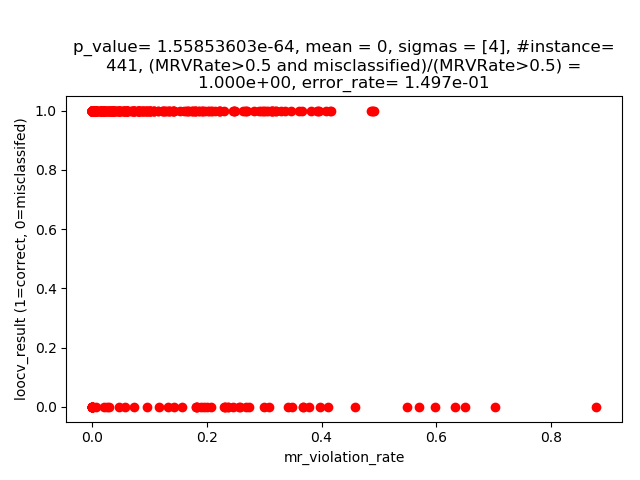 p_value= 1.55853603e-64, mean = 0, sigmas = [4], #instance=
441, (MRVRate>0.5 and misclassified)/(MRVRate>0.5) =
1.000e+00, error_rate= 1.497e-01
1.0
0.8
0.6
0.4
0.2
0.0
loocv_result (1=correct, 0=misclassifed)
0.0 0.2 0.4 0.6 0.8
mr_violation_rate